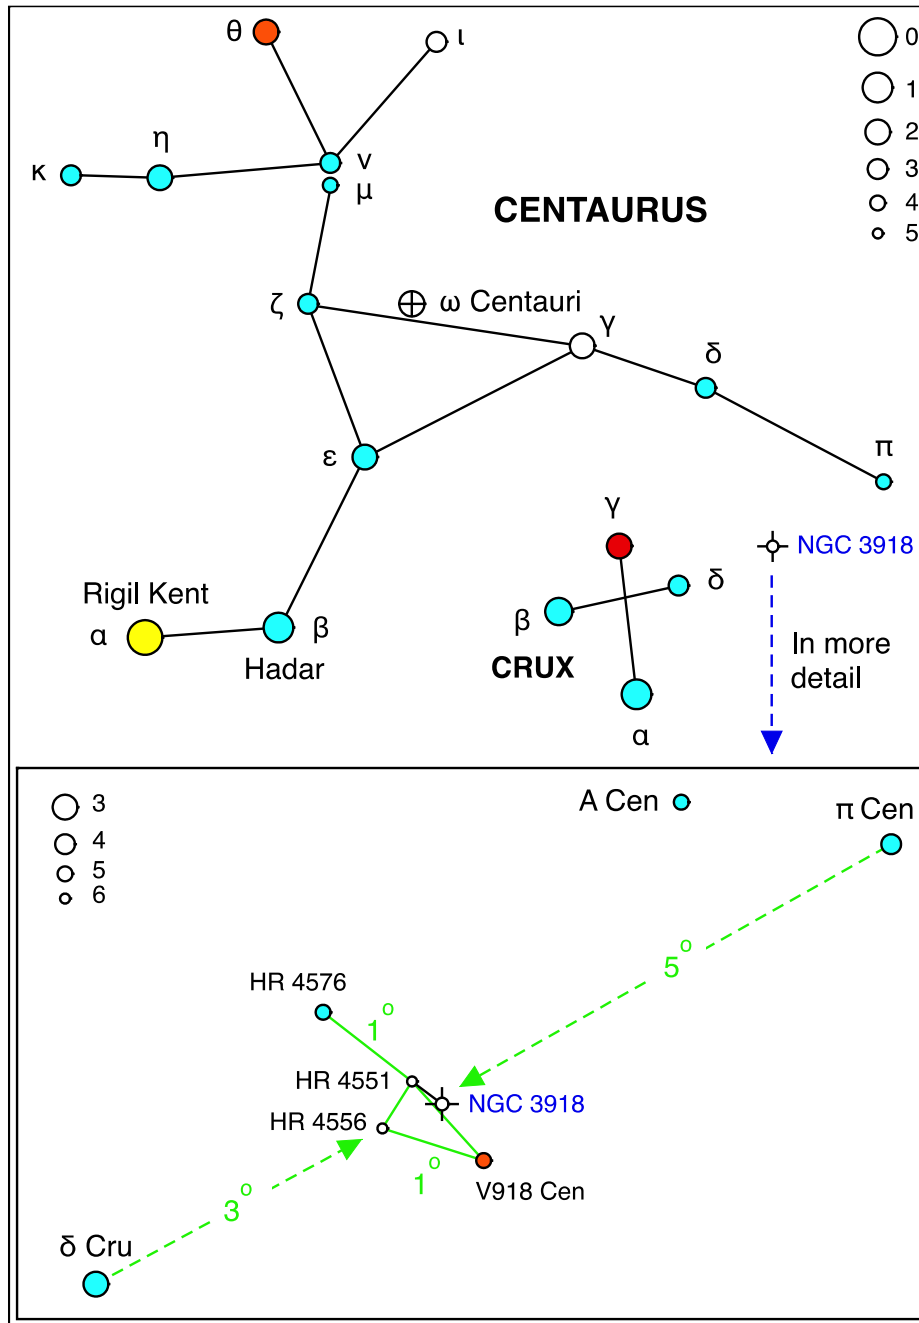 θ
ι
0
1
2
3
4
5
κ
η
ν
μ
CENTAURUS
ζ
ω Centauri
γ
δ
ε
π
γ
NGC 3918
δ
β
Rigil Kent
α
β
Hadar
CRUX
α
In more
detail
3
4
5
6
A Cen
π Cen
5°
HR 4576
1°
HR 4551
NGC 3918
HR 4556
1°
V918 Cen
3°
δ Cru